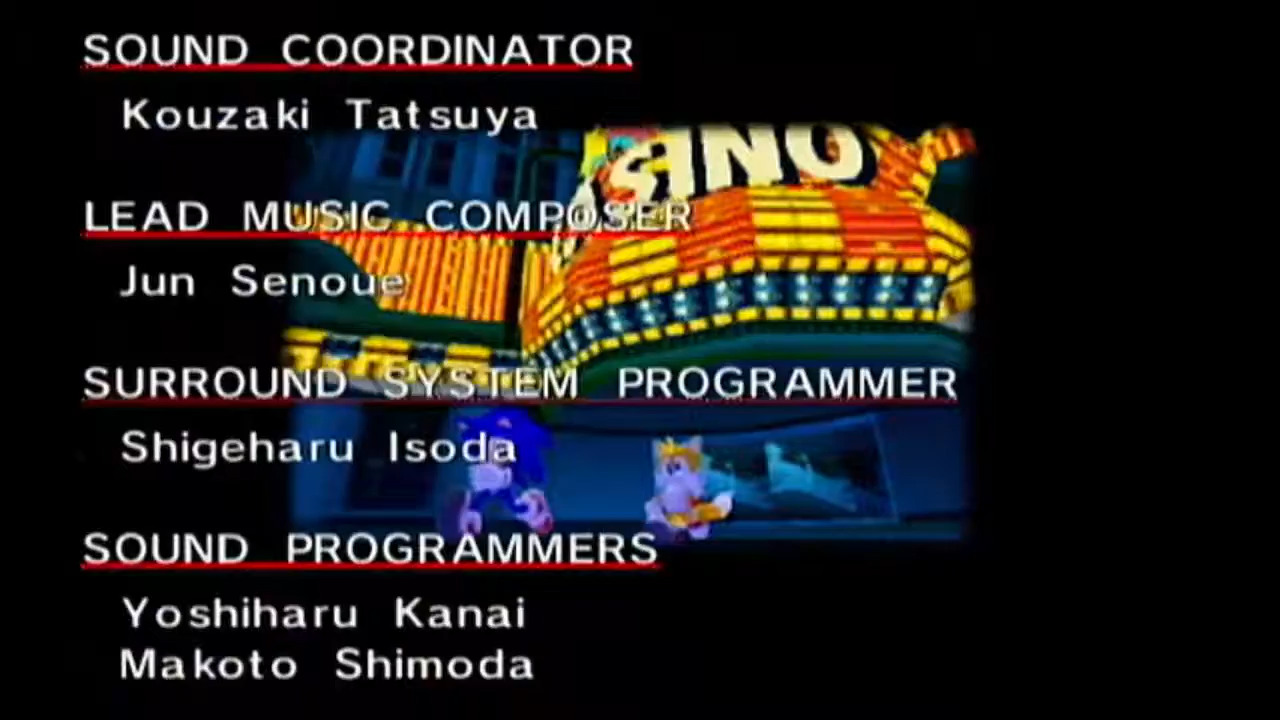 SOUND COORDINATOR
Kouzaki Tatsuya
SINO
LEAD MUSIC COMPOSER
Jun Senoue
SURROUND SYSTEM PROGRAMMER
Shigeharu Isoda
SOUND PROGRAMMERS
Yoshiharu Kanai
Makoto Shimoda